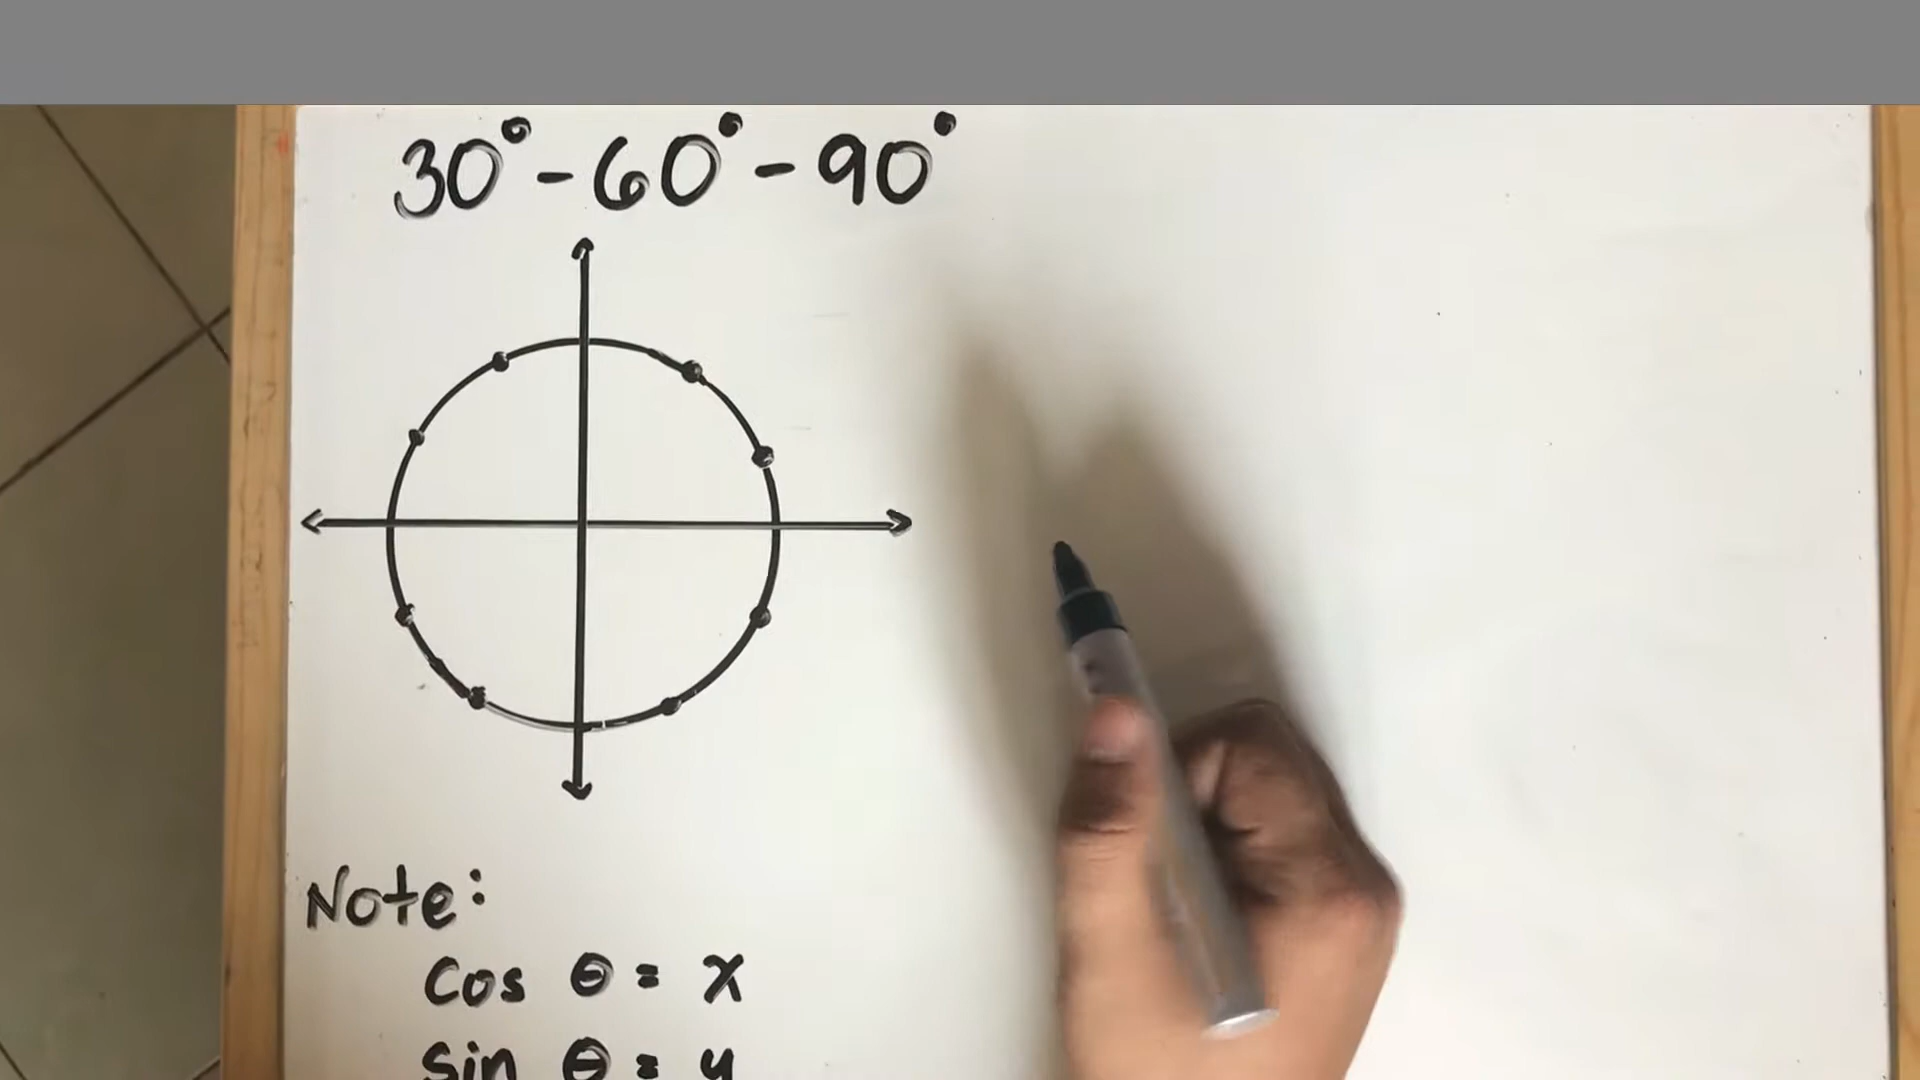 30° - 60° - 90°
Note:
Cos θ = x
Sin θ = y